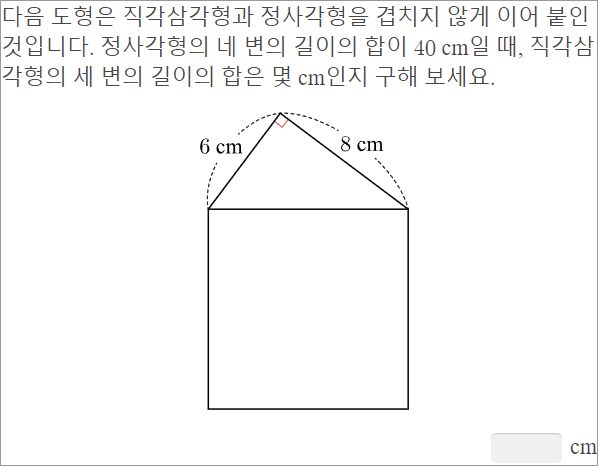 다음 도형은 직각삼각형과 정사각형을 겹치지 않게 이어 붙인
것입니다. 정사각형의 네 변의 길이의 합이 40 cm일 때, 직각삼
각형의 세 변의 길이의 합은 몇 cm인지 구해 보세요.
6 cm
8 cm
cm